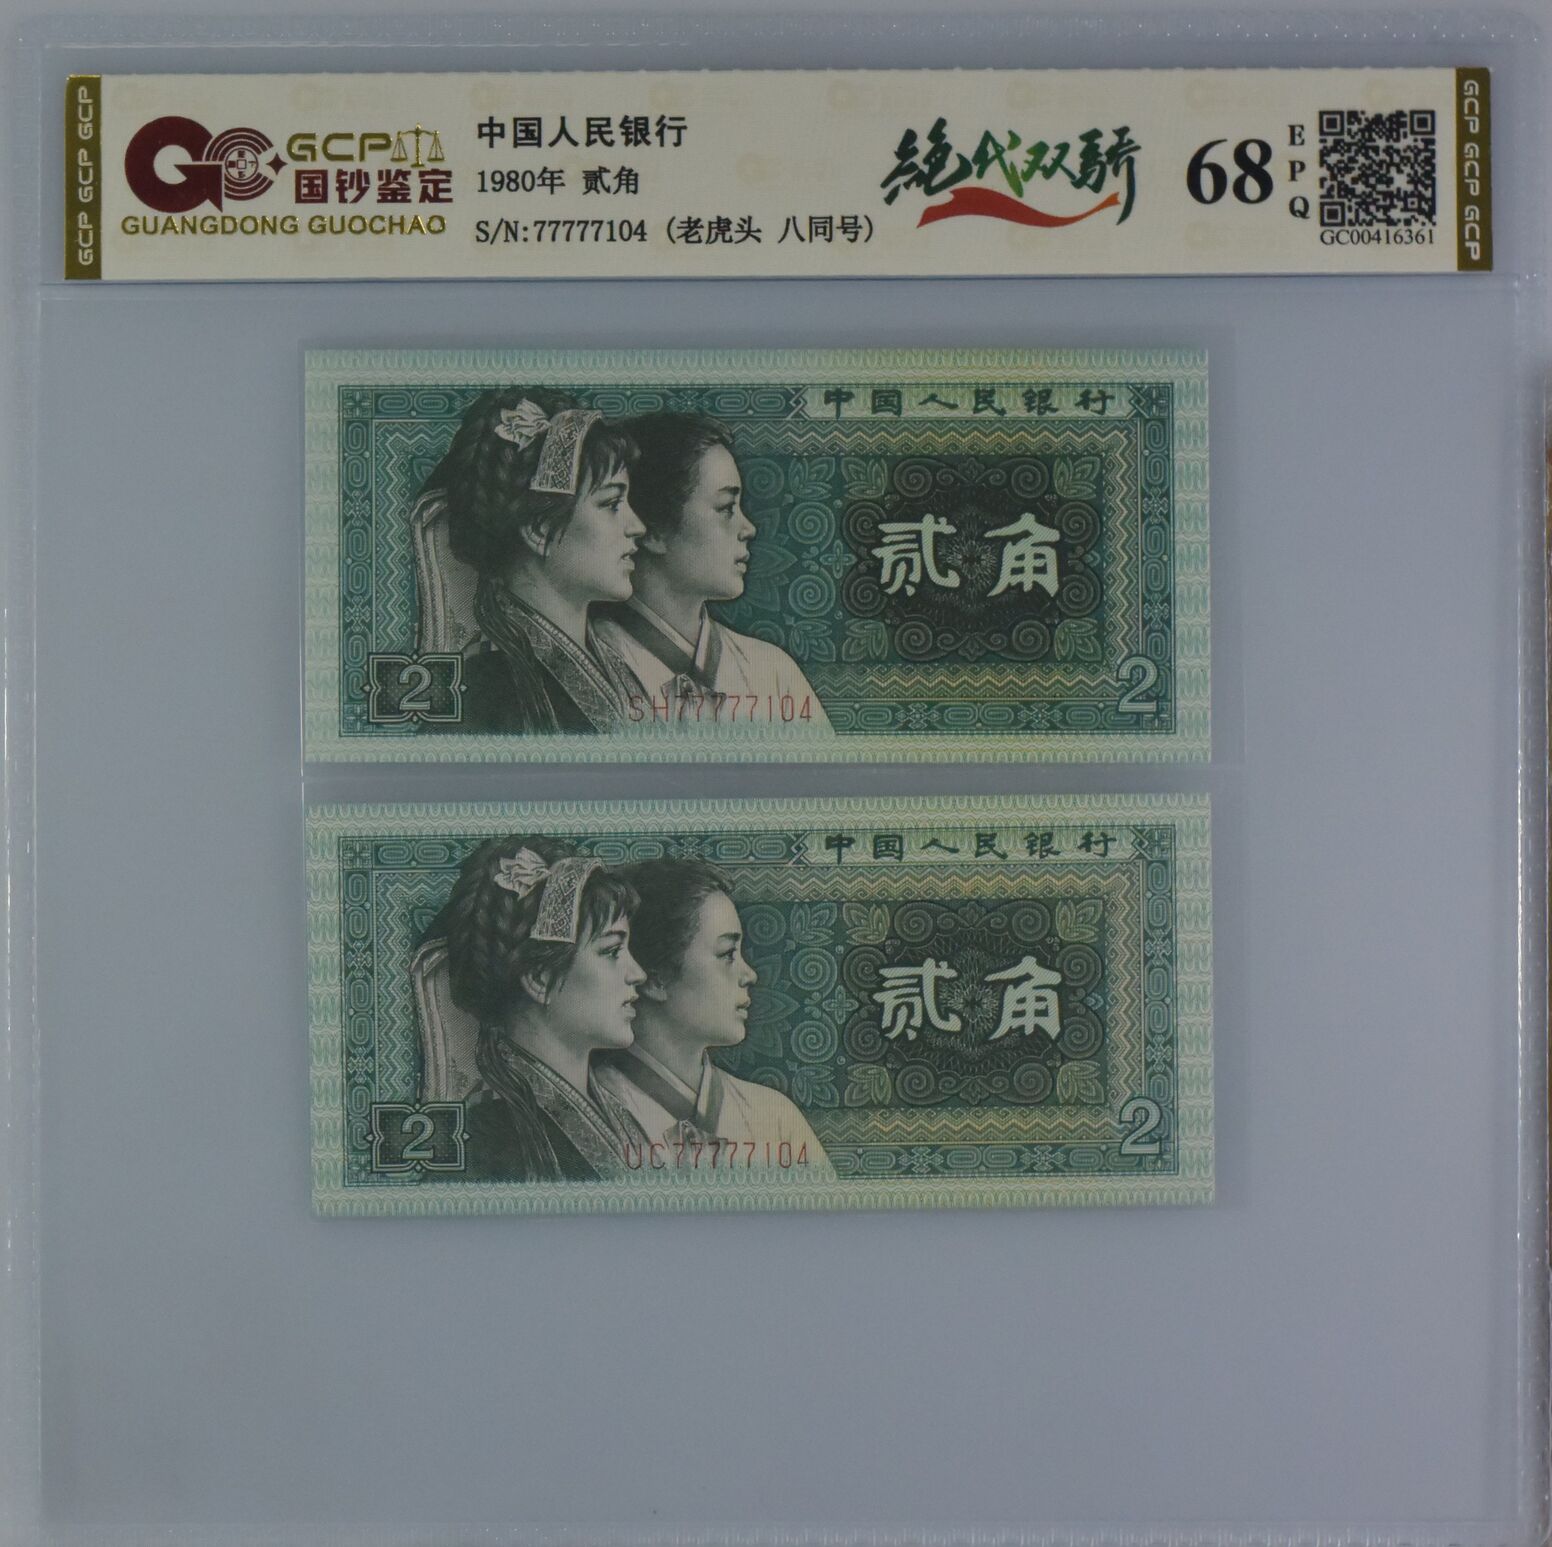 GCP GCP GCP
GCP
国钞鉴定
GUANGDONG GUOCHAO
中国人民银行
1980年 贰角
S/N:77777104 (老虎头 八同号)
絕代双驕
68
EPQ
GC00416361
GCP GCP GCP
中国人民银行
贰角
2
2
SH77777104
中国人民银行
贰角
2
2
UC77777104